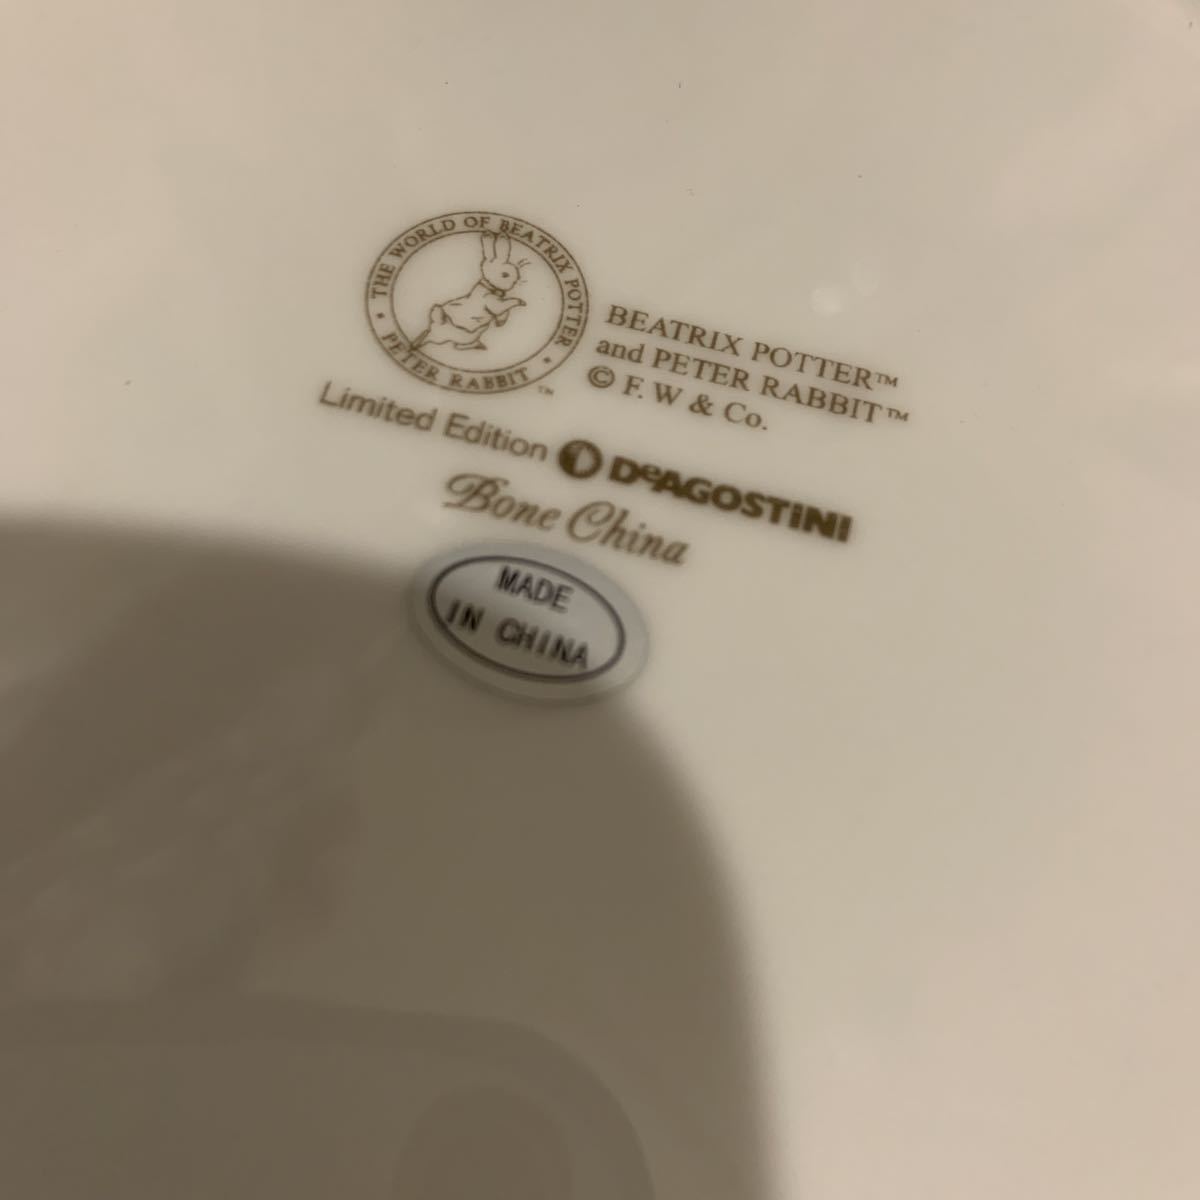 THE WORLD OF BEATRIX POTTER
• PETER RABBIT •
TM
BEATRIX POTTER™
and PETER RABBIT™
© F. W & Co.
Limited Edition DeAGOSTINI
Bone China
MADE
IN CHINA